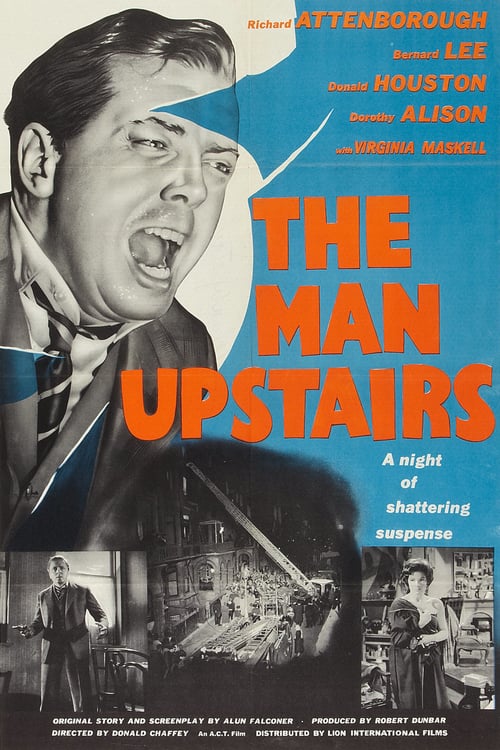 Richard ATTENBOROUGH
Bernard LEE
Donald HOUSTON
Dorothy ALISON
with VIRGINIA MASKELL
THE
MAN
UPSTAIRS
A night
of
shattering
suspense
ORIGINAL STORY AND SCREENPLAY BY ALUN FALCONER · PRODUCED BY ROBERT DUNBAR
DIRECTED BY DONALD CHAFFEY An A.C.T. Film DISTRIBUTED BY LION INTERNATIONAL FILMS